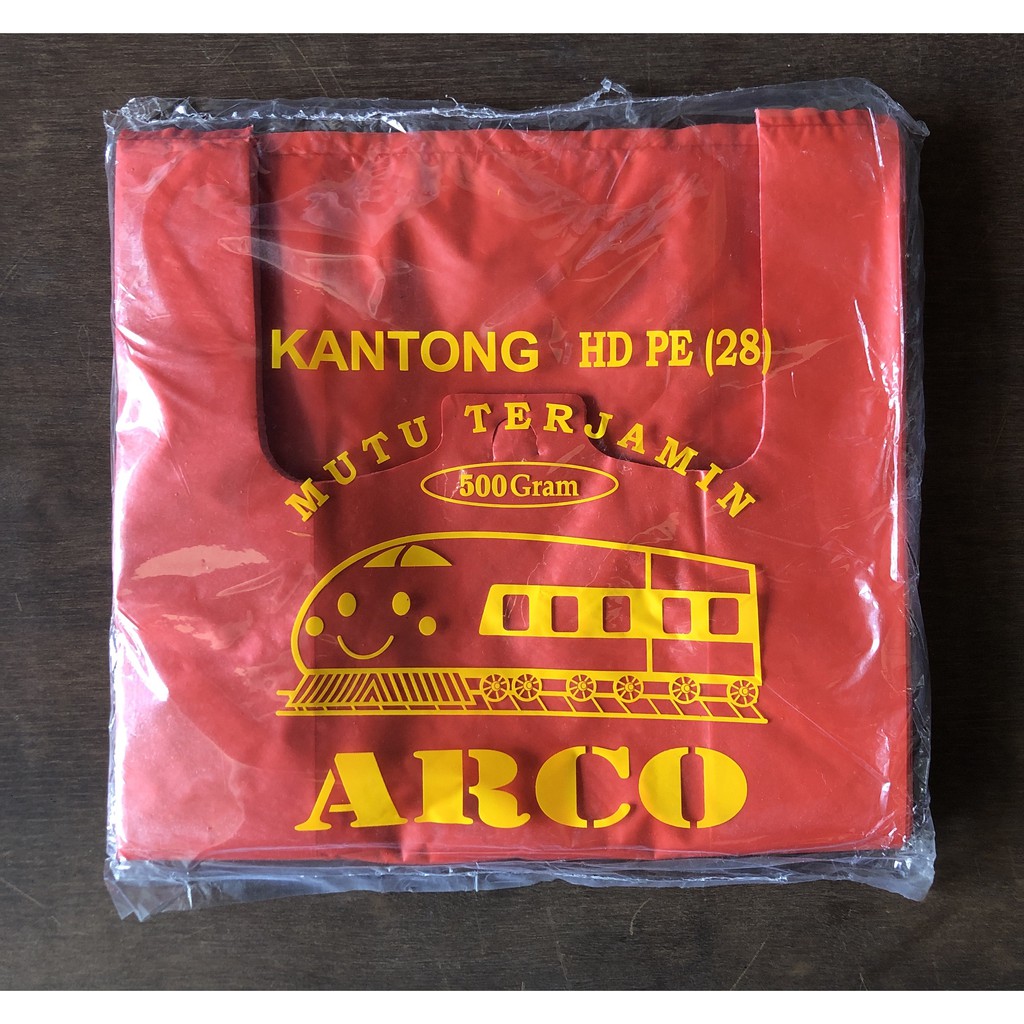 KANTONG HD PE (28)
MUTU TERJAMIN
500 Gram
ARCO